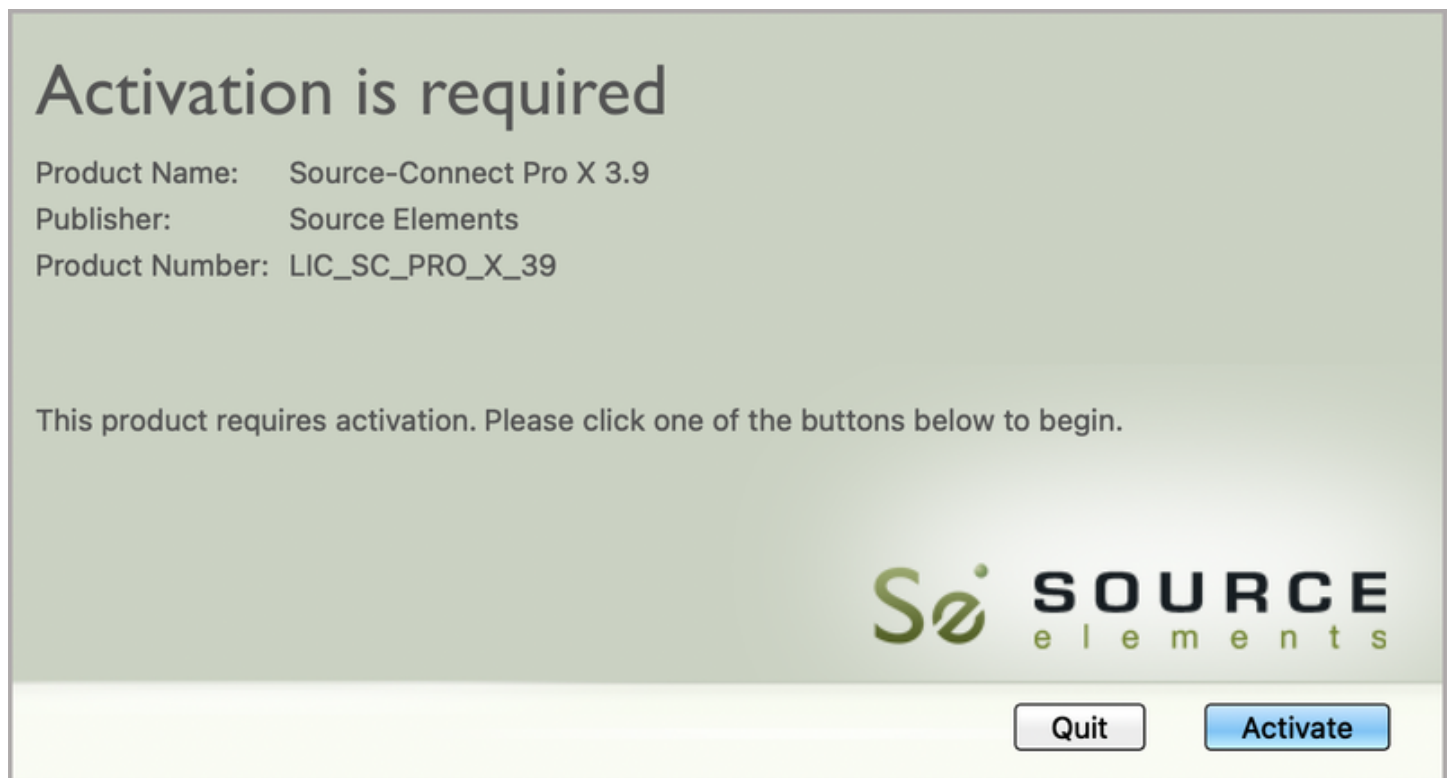 Activation is required
Product Name: Source-Connect Pro X 3.9
Publisher: Source Elements
Product Number: LIC_SC_PRO_X_39
This product requires activation. Please click one of the buttons below to begin.
Se SOURCE
elements
Quit Activate